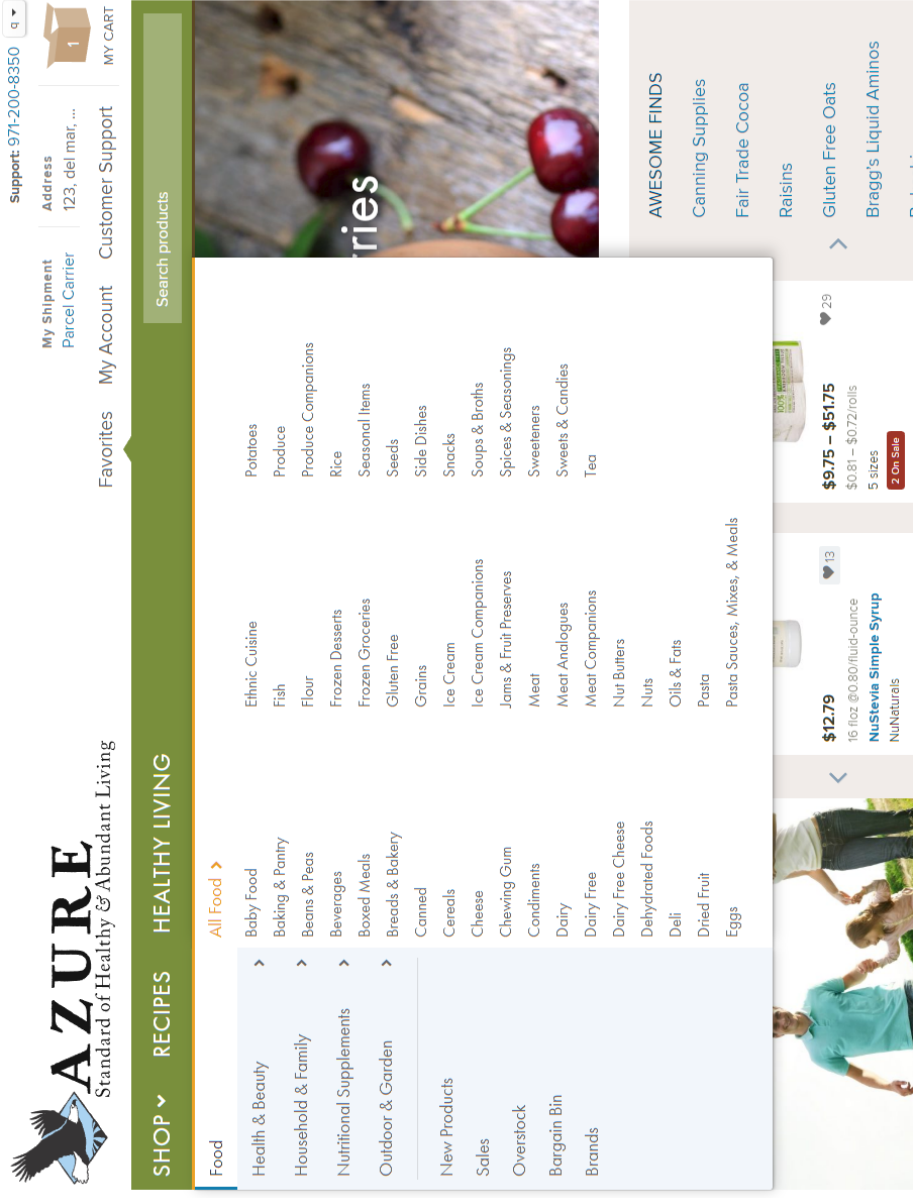 Support: 971-200-8350 q
My Shipment
Parcel Carrier
Address
123, del mar, ...
1
MY CART
Favorites My Account Customer Support
AZURE
Standard of Healthy & Abundant Living
SHOP RECIPES HEALTHY LIVING
Search products
Food
Health & Beauty
Household & Family
Nutritional Supplements
Outdoor & Garden
New Products
Sales
Overstock
Bargain Bin
Brands
All Food >
Baby Food
Baking & Pantry
Beans & Peas
Beverages
Boxed Meals
Breads & Bakery
Canned
Cereals
Cheese
Chewing Gum
Condiments
Dairy
Dairy Free
Dairy Free Cheese
Dehydrated Foods
Deli
Dried Fruit
Eggs
Ethnic Cuisine
Fish
Flour
Frozen Desserts
Frozen Groceries
Gluten Free
Grains
Ice Cream
Ice Cream Companions
Jams & Fruit Preserves
Meat
Meat Analogues
Meat Companions
Nut Butters
Nuts
Oils & Fats
Pasta
Pasta Sauces, Mixes, & Meals
Potatoes
Produce
Produce Companions
Rice
Seasonal Items
Seeds
Side Dishes
Snacks
Soups & Broths
Spices & Seasonings
Sweeteners
Sweets & Candies
Tea
rries
$12.79
13
16 floz @0.80/fluid-ounce
NuStevia Simple Syrup
NuNaturals
$9.75 – $51.75
29
$0.81 – $0.72/rolls
5 sizes
2 On Sale
AWESOME FINDS
Canning Supplies
Fair Trade Cocoa
Raisins
Gluten Free Oats
Bragg's Liquid Aminos